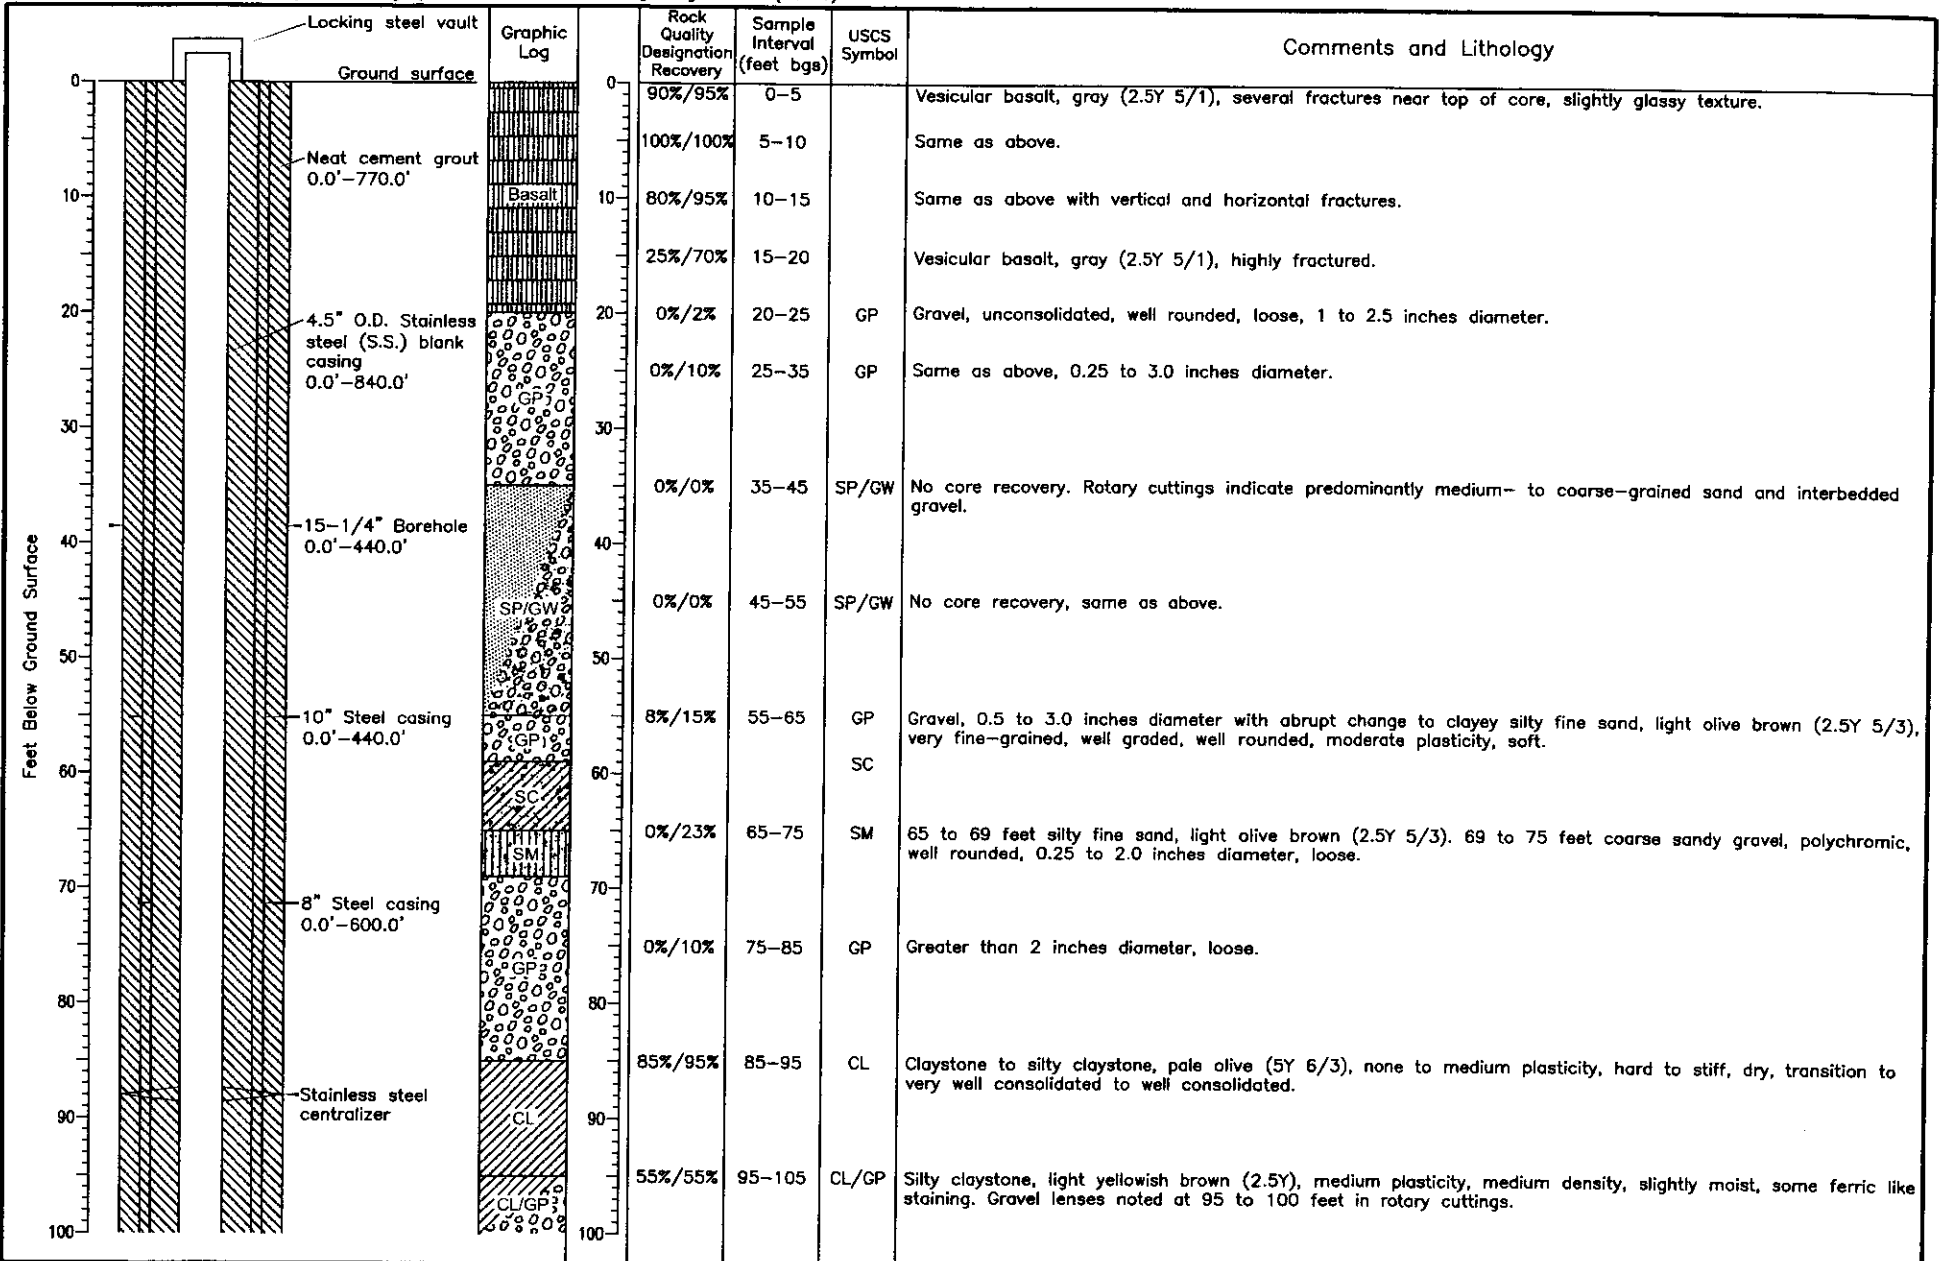 Locking steel vault
Ground surface
Graphic
Log
Rock
Quality
Designation
Recovery
Sample
Interval
(feet bgs)
USCS
Symbol
Comments and Lithology
Feet Below Ground Surface
0
10
20
30
40
50
60
70
80
90
100
Neat cement grout
0.0'-770.0'
4.5" O.D. Stainless
steel (S.S.) blank
casing
0.0'-840.0'
15-1/4" Borehole
0.0'-440.0'
10" Steel casing
0.0'-440.0'
8" Steel casing
0.0'-600.0'
Stainless steel
centralizer
Basalt
GP
SP/GW
GP
SC
SM
GP
CL
CL/GP
0
10
20
30
40
50
60
70
80
90
100
90%/95% 0-5 Vesicular basalt, gray (2.5Y 5/1), several fractures near top of core, slightly glassy texture.
100%/100% 5-10 Same as above.
80%/95% 10-15 Same as above with vertical and horizontal fractures.
25%/70% 15-20 Vesicular basalt, gray (2.5Y 5/1), highly fractured.
0%/2% 20-25 GP Gravel, unconsolidated, well rounded, loose, 1 to 2.5 inches diameter.
0%/10% 25-35 GP Same as above, 0.25 to 3.0 inches diameter.
0%/0% 35-45 SP/GW No core recovery. Rotary cuttings indicate predominantly medium- to coarse-grained sand and interbedded
gravel.
0%/0% 45-55 SP/GW No core recovery, same as above.
8%/15% 55-65 GP Gravel, 0.5 to 3.0 inches diameter with abrupt change to clayey silty fine sand, light olive brown (2.5Y 5/3),
very fine-grained, well graded, well rounded, moderate plasticity, soft.
SC
0%/23% 65-75 SM 65 to 69 feet silty fine sand, light olive brown (2.5Y 5/3). 69 to 75 feet coarse sandy gravel, polychromic,
well rounded, 0.25 to 2.0 inches diameter, loose.
0%/10% 75-85 GP Greater than 2 inches diameter, loose.
85%/95% 85-95 CL Claystone to silty claystone, pale olive (5Y 6/3), none to medium plasticity, hard to stiff, dry, transition to
very well consolidated to well consolidated.
55%/55% 95-105 CL/GP Silty claystone, light yellowish brown (2.5Y), medium plasticity, medium density, slightly moist, some ferric like
staining. Gravel lenses noted at 95 to 100 feet in rotary cuttings.